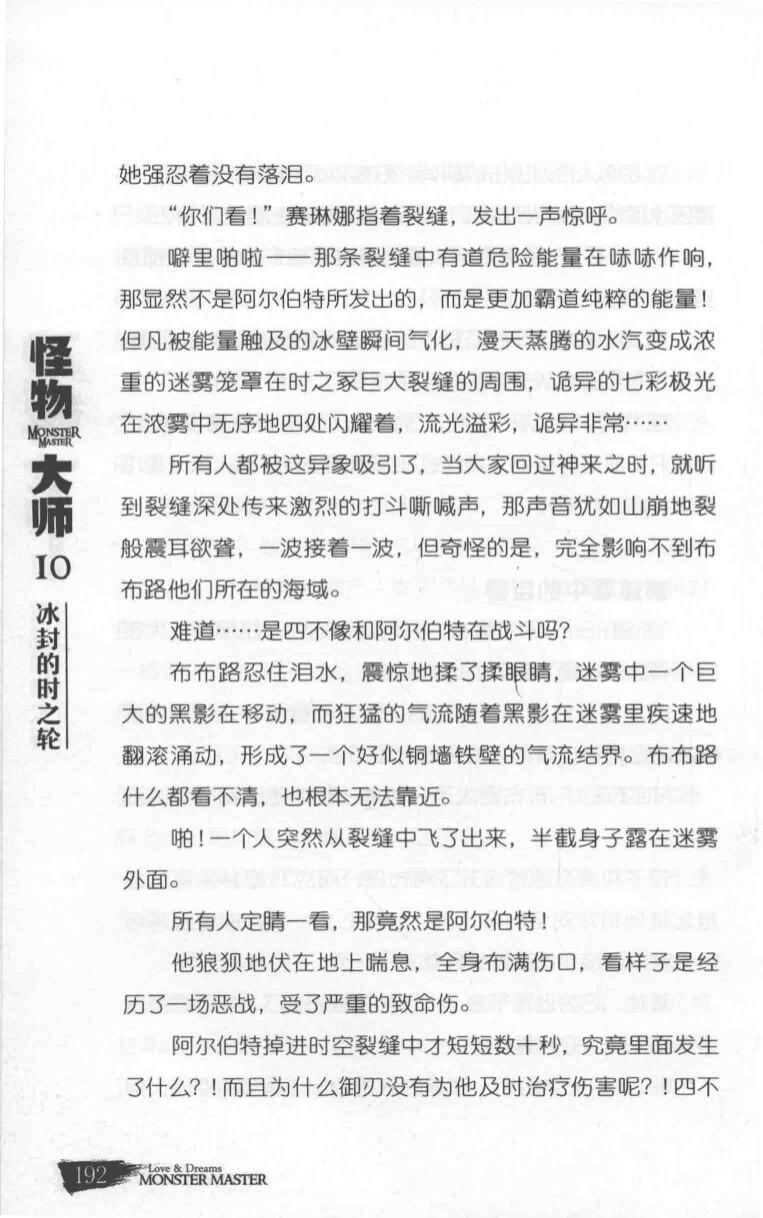 她强忍着没有落泪。
“你们看！”赛琳娜指着裂缝，发出一声惊呼。
噼里啪啦——那条裂缝中有道危险能量在哧哧作响，
那显然不是阿尔伯特所发出的，而是更加霸道纯粹的能量！
但凡被能量触及的冰壁瞬间气化，漫天蒸腾的水汽变成浓
重的迷雾笼罩在时之冢巨大裂缝的周围，诡异的七彩极光
在浓雾中无序地四处闪耀着，流光溢彩，诡异非常……
所有人都被这异象吸引了，当大家回过神来之时，就听
到裂缝深处传来激烈的打斗嘶喊声，那声音犹如山崩地裂
般震耳欲聋，一波接着一波，但奇怪的是，完全影响不到布
布路他们所在的海域。
难道……是四不像和阿尔伯特在战斗吗？
布布路忍住泪水，震惊地揉了揉眼睛，迷雾中一个巨
大的黑影在移动，而狂猛的气流随着黑影在迷雾里疾速地
翻滚涌动，形成了一个好似铜墙铁壁的气流结界。布布路
什么都看不清，也根本无法靠近。
啪！一个人突然从裂缝中飞了出来，半截身子露在迷雾
外面。
所有人定睛一看，那竟然是阿尔伯特！
他狼狈地伏在地上喘息，全身布满伤口，看样子是经
历了一场恶战，受了严重的致命伤。
阿尔伯特掉进时空裂缝中才短短数十秒，究竟里面发生
了什么？！而且为什么御刃没有为他及时治疗伤害呢？！四不
怪物
MONSTER
MASTER
大师
10
冰封的时之轮
192
Love & Dreams
MONSTER MASTER